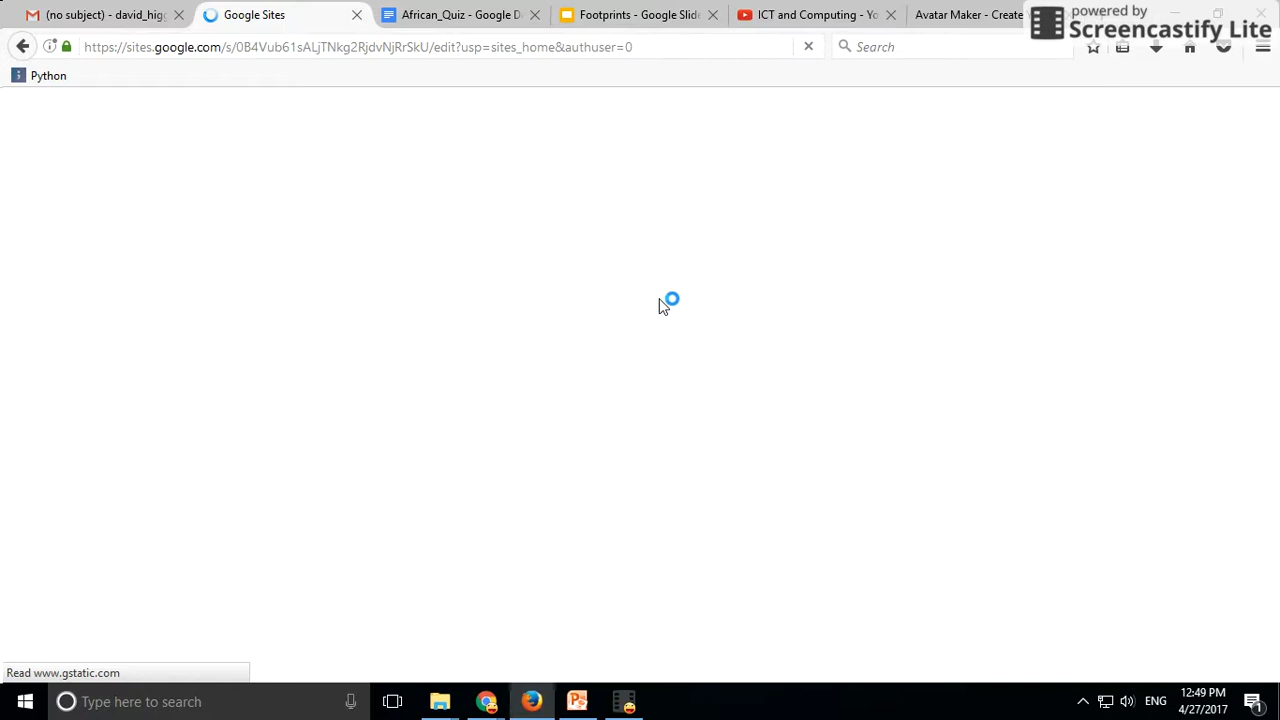 (no subject) - david_higg
Google Sites
African_Quiz - Google D
Footprints - Google Slid
ICT and Computing - Yo
Avatar Maker - Create
powered by
Screencastify Lite
https://sites.google.com/s/0B4Vub61sALjTNkg2RjdvNjRrSkU/edit?usp=sites_home&authuser=0
Search
Python
Read www.gstatic.com
Type here to search
ENG
12:49 PM
4/27/2017
1